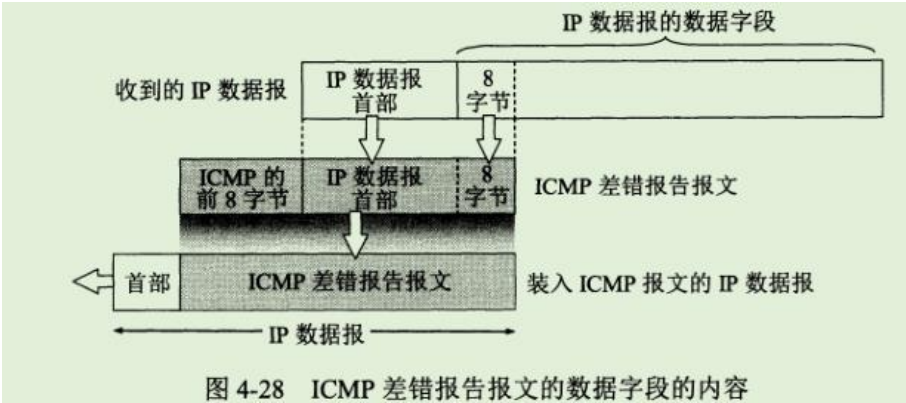 IP 数据报的数据字段
收到的 IP 数据报
IP 数据报
首部
8
字节
ICMP 的
前 8 字节
IP 数据报
首部
8
字节
ICMP 差错报告报文
首部
ICMP 差错报告报文
装入 ICMP 报文的 IP 数据报
IP 数据报
图 4-28 ICMP 差错报告报文的数据字段的内容